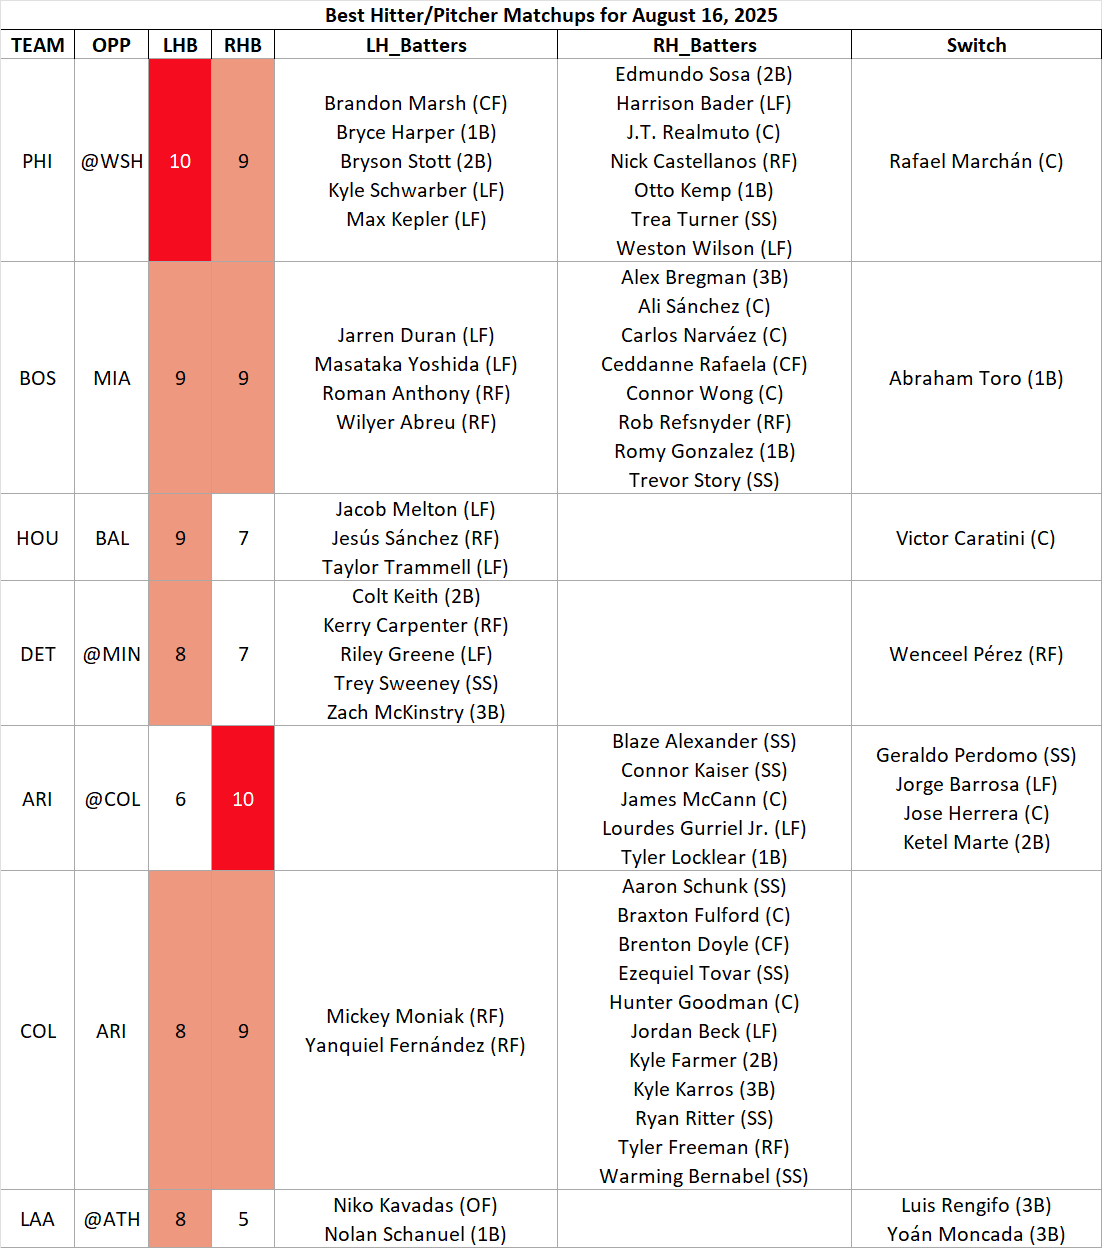 Best Hitter/Pitcher Matchups for August 16, 2025
TEAM OPP LHB RHB LH_Batters RH_Batters Switch
PHI @WSH 10 9
Brandon Marsh (CF)
Bryce Harper (1B)
Bryson Stott (2B)
Kyle Schwarber (LF)
Max Kepler (LF)
Edmundo Sosa (2B)
Harrison Bader (LF)
J.T. Realmuto (C)
Nick Castellanos (RF)
Otto Kemp (1B)
Trea Turner (SS)
Weston Wilson (LF)
Rafael Marchán (C)
BOS MIA 9 9
Jarren Duran (LF)
Masataka Yoshida (LF)
Roman Anthony (RF)
Wilyer Abreu (RF)
Alex Bregman (3B)
Ali Sánchez (C)
Carlos Narváez (C)
Ceddanne Rafaela (CF)
Connor Wong (C)
Rob Refsnyder (RF)
Romy Gonzalez (1B)
Trevor Story (SS)
Abraham Toro (1B)
HOU BAL 9 7
Jacob Melton (LF)
Jesús Sánchez (RF)
Taylor Trammell (LF)
Victor Caratini (C)
DET @MIN 8 7
Colt Keith (2B)
Kerry Carpenter (RF)
Riley Greene (LF)
Trey Sweeney (SS)
Zach McKinstry (3B)
Wenceel Pérez (RF)
ARI @COL 6 10
Blaze Alexander (SS)
Connor Kaiser (SS)
James McCann (C)
Lourdes Gurriel Jr. (LF)
Tyler Locklear (1B)
Geraldo Perdomo (SS)
Jorge Barrosa (LF)
Jose Herrera (C)
Ketel Marte (2B)
COL ARI 8 9
Mickey Moniak (RF)
Yanquiel Fernández (RF)
Aaron Schunk (SS)
Braxton Fulford (C)
Brenton Doyle (CF)
Ezequiel Tovar (SS)
Hunter Goodman (C)
Jordan Beck (LF)
Kyle Farmer (2B)
Kyle Karros (3B)
Ryan Ritter (SS)
Tyler Freeman (RF)
Warming Bernabel (SS)
LAA @ATH 8 5
Niko Kavadas (OF)
Nolan Schanuel (1B)
Luis Rengifo (3B)
Yoán Moncada (3B)